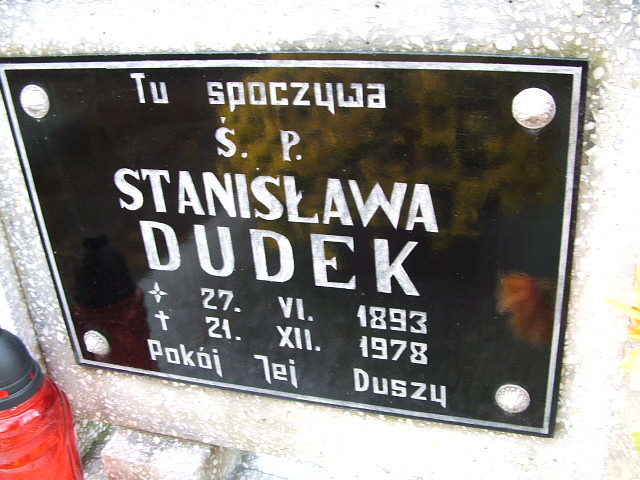 Tu spoczywa
Ś. P.
STANISŁAWA
DUDEK
✧ 27. VI. 1893
† 21. XII. 1978
Pokój Jej Duszy